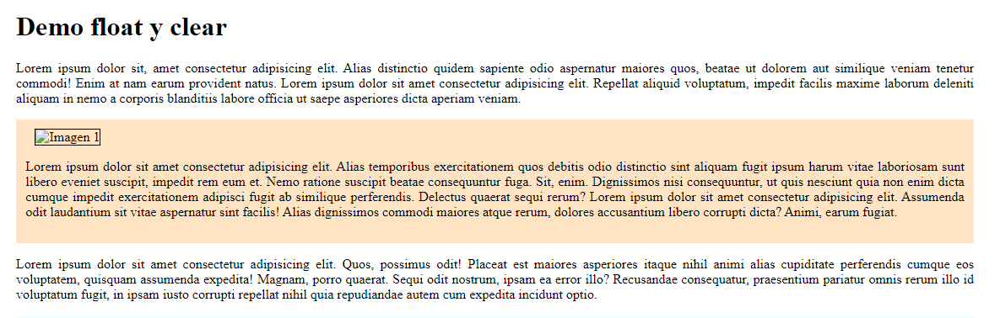 Demo float y clear
Lorem ipsum dolor sit, amet consectetur adipisicing elit. Alias distinctio quidem sapiente odio aspernatur maiores quos, beatae ut dolorem aut similique veniam tenetur
commodi! Enim at nam earum provident natus. Lorem ipsum dolor sit amet consectetur adipisicing elit. Repellat aliquid voluptatum, impedit facilis maxime laborum deleniti
aliquam in nemo a corporis blanditiis labore officia ut saepe asperiores dicta aperiam veniam.
Imagen 1
Lorem ipsum dolor sit amet consectetur adipisicing elit. Alias temporibus exercitationem quos debitis odio distinctio sint aliquam fugit ipsum harum vitae laboriosam sunt
libero eveniet suscipit, impedit rem eum et. Nemo ratione suscipit beatae consequuntur fuga. Sit, enim. Dignissimos nisi consequuntur, ut quis nesciunt quia non enim dicta
cumque impedit exercitationem adipisci fugit ab similique perferendis. Delectus quaerat sequi rerum? Lorem ipsum dolor sit amet consectetur adipisicing elit. Assumenda
odit laudantium sit vitae aspernatur sint facilis! Alias dignissimos commodi maiores atque rerum, dolores accusantium libero corrupti dicta? Animi, earum fugiat.
Lorem ipsum dolor sit amet consectetur adipisicing elit. Quos, possimus odit! Placeat est maiores asperiores itaque nihil animi alias cupiditate perferendis cumque eos
voluptatem, quisquam assumenda expedita! Magnam, porro quaerat. Sequi odit nostrum, ipsam ea error illo? Recusandae consequatur, praesentium pariatur omnis rerum illo id
voluptatum fugit, in ipsam iusto corrupti repellat nihil quia repudiandae autem cum expedita incidunt optio.